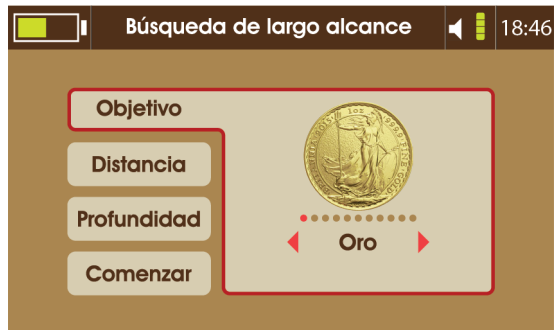 Búsqueda de largo alcance
18:46
Objetivo
Distancia
Profundidad
Comenzar
Oro